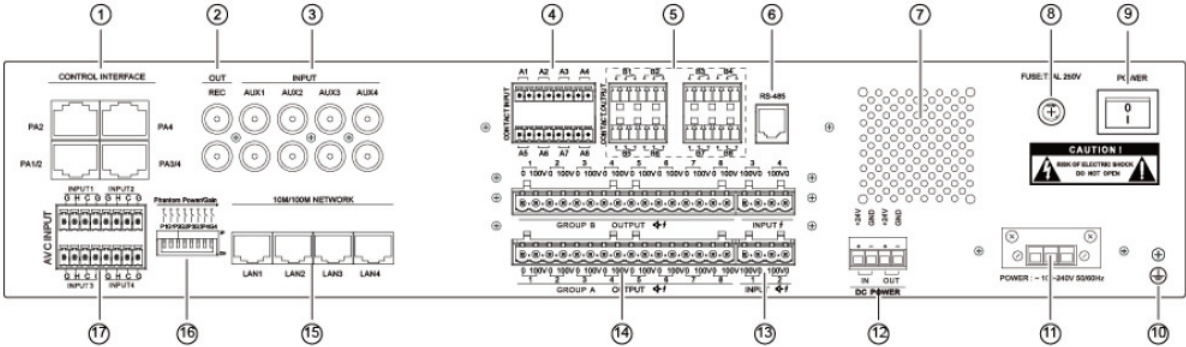 ① ② ③ ④ ⑤ ⑥ ⑦ ⑧ ⑨
CONTROL INTERFACE
OUT INPUT
REC AUX1 AUX2 AUX3 AUX4
PA2 PA4
PA1/2 PA3/4
A1 A2 A3 A4
CONTACT INPUT
A5 A6 A7 A8
B1 B2 B3 B4
CONTACT OUTPUT
B5 B6 B7 B8
RS-485
FUSE:T AL 250V
POWER
0
I
CAUTION !
RISK OF ELECTRIC SHOCK
DO NOT OPEN
INPUT1 INPUT2
G H C G H C G
AVC INPUT
G H C I G H C G
INPUT3 INPUT4
Phantom Power/Gain
P1G1P2G2P3G3P4G4
10M/100M NETWORK
LAN1 LAN2 LAN3 LAN4
1 2 3 4 5 6 7 8 3 4
0 100V 0 100V 0 100V 0 100V 0 100V 0 100V 0 100V 0 100V 0 100V 0 100V
GROUP B OUTPUT INPUT
0 100V 0 100V 0 100V 0 100V 0 100V 0 100V 0 100V 0 100V 0 100V 0 100V
1 2 3 4 5 6 7 8 1 2
GROUP A OUTPUT INPUT
+24V GND +24V GND
IN OUT
DC POWER
POWER : ~ 1 ~240V 50/60Hz
⑰ ⑯ ⑮ ⑭ ⑬ ⑫ ⑪ ⑩